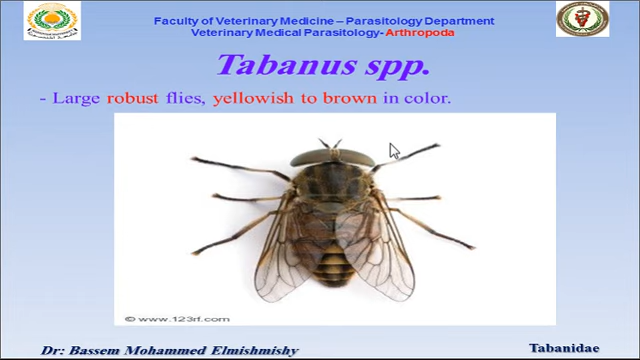 Faculty of Veterinary Medicine – Parasitology Department
Veterinary Medical Parasitology- Arthropoda
Tabanus spp.
- Large robust flies, yellowish to brown in color.
© www.123rf.com
Dr: Bassem Mohammed Elmishmishy
Tabanidae